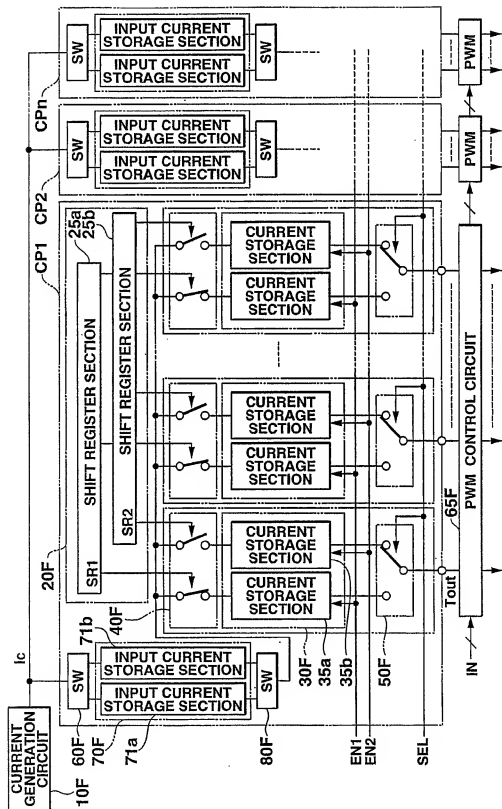 CPn
SW
INPUT CURRENT
STORAGE SECTION
INPUT CURRENT
STORAGE SECTION
SW
PWM
CP2
SW
INPUT CURRENT
STORAGE SECTION
INPUT CURRENT
STORAGE SECTION
SW
PWM
CP1
25a
25b
SHIFT REGISTER SECTION
SHIFT REGISTER SECTION
SR1
SR2
20F
CURRENT
STORAGE
SECTION
CURRENT
STORAGE
SECTION
CURRENT
STORAGE
SECTION
CURRENT
STORAGE
SECTION
CURRENT
STORAGE
SECTION
CURRENT
STORAGE
SECTION
40F
30F
35a
35b
50F
65F
PWM CONTROL CIRCUIT
Tout
IN
Ic
71b
SW
INPUT CURRENT
STORAGE SECTION
INPUT CURRENT
STORAGE SECTION
SW
60F
70F
71a
80F
EN1
EN2
SEL
CURRENT
GENERATION
CIRCUIT
10F